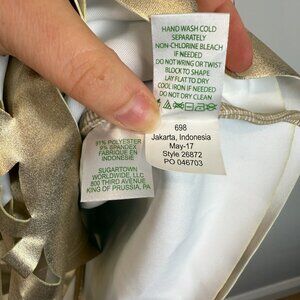 HAND WASH COLD
SEPARATELY
NON-CHLORINE BLEACH
IF NEEDED
DO NOT WRING OR TWIST
BLOCK TO SHAPE
LAY FLAT TO DRY
COOL IRON IF NEEDED
DO NOT DRY CLEAN
91% POLYESTER
9% SPANDEX
FABRIQUE EN
INDONESIE
SUGARTOWN
WORLDWIDE, LLC
800 THIRD AVENUE
KING OF PRUSSIA, PA
698
Jakarta, Indonesia
May-17
Style 26872
PO 046703